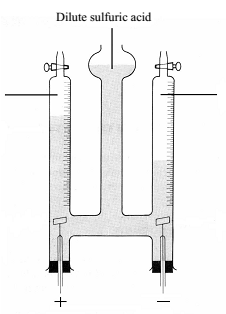 Dilute sulfuric acid
+ −